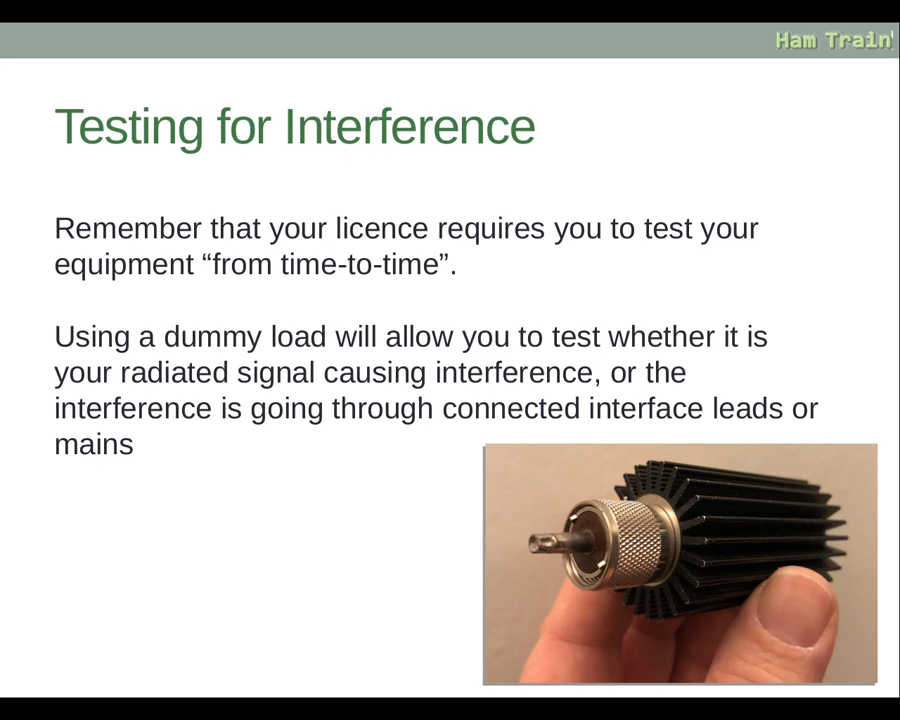 Ham Train
Testing for Interference
Remember that your licence requires you to test your
equipment “from time-to-time”.
Using a dummy load will allow you to test whether it is
your radiated signal causing interference, or the
interference is going through connected interface leads or
mains